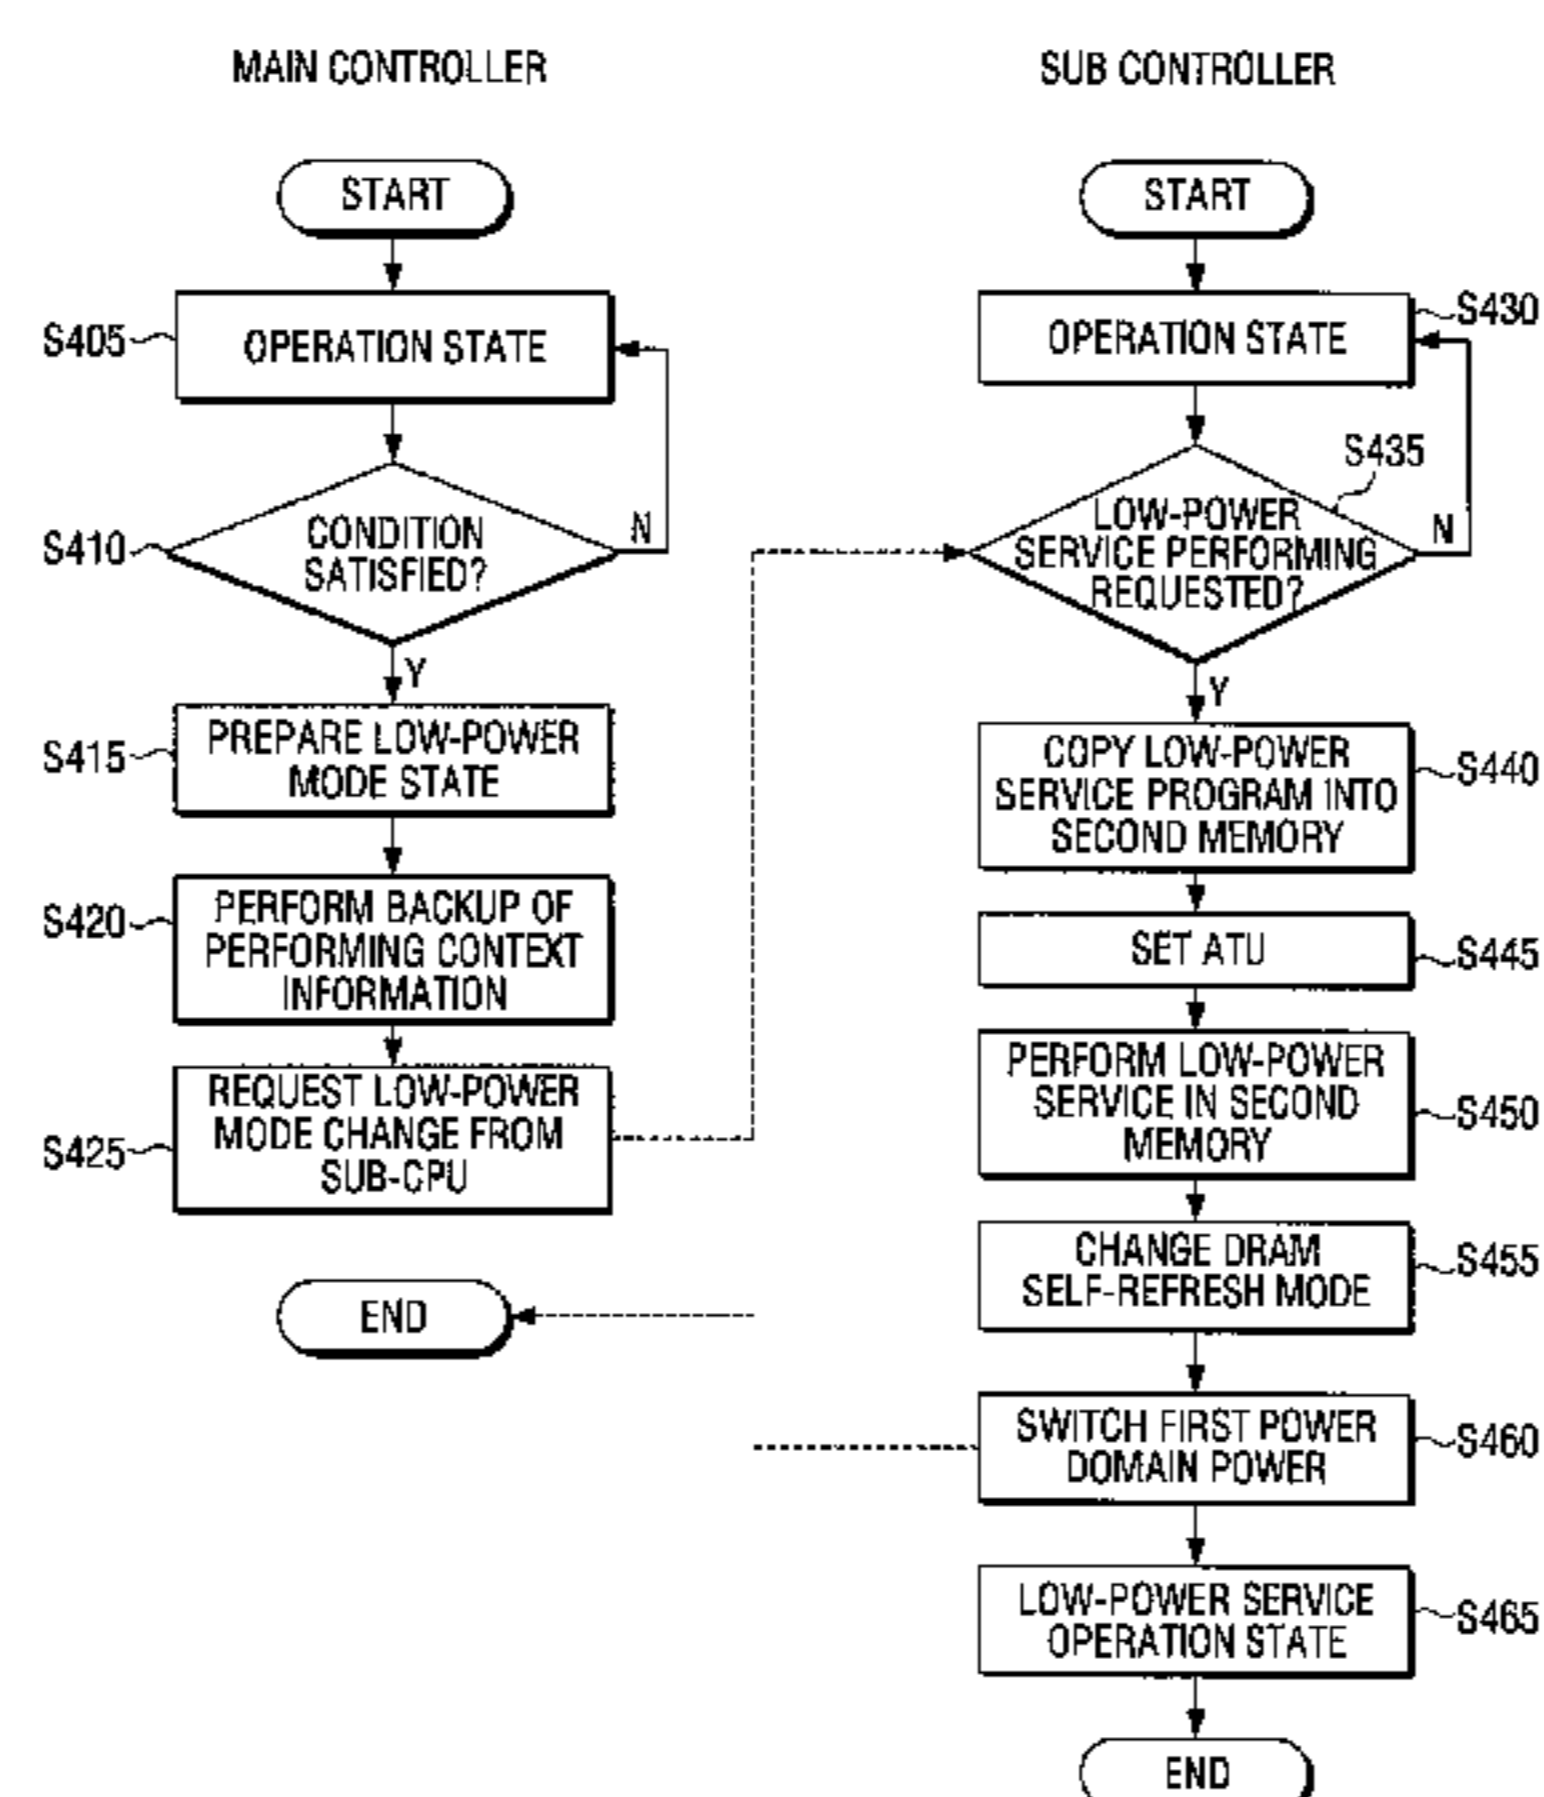 MAIN CONTROLLER
START
S405
OPERATION STATE
S410
CONDITION
SATISFIED?
N
Y
S415
PREPARE LOW-POWER
MODE STATE
S420
PERFORM BACKUP OF
PERFORMING CONTEXT
INFORMATION
S425
REQUEST LOW-POWER
MODE CHANGE FROM
SUB-CPU
END
SUB CONTROLLER
START
OPERATION STATE
S430
S435
LOW-POWER
SERVICE PERFORMING
REQUESTED?
N
Y
COPY LOW-POWER
SERVICE PROGRAM INTO
SECOND MEMORY
S440
SET ATU
S445
PERFORM LOW-POWER
SERVICE IN SECOND
MEMORY
S450
CHANGE DRAM
SELF-REFRESH MODE
S455
SWITCH FIRST POWER
DOMAIN POWER
S460
LOW-POWER SERVICE
OPERATION STATE
S465
END